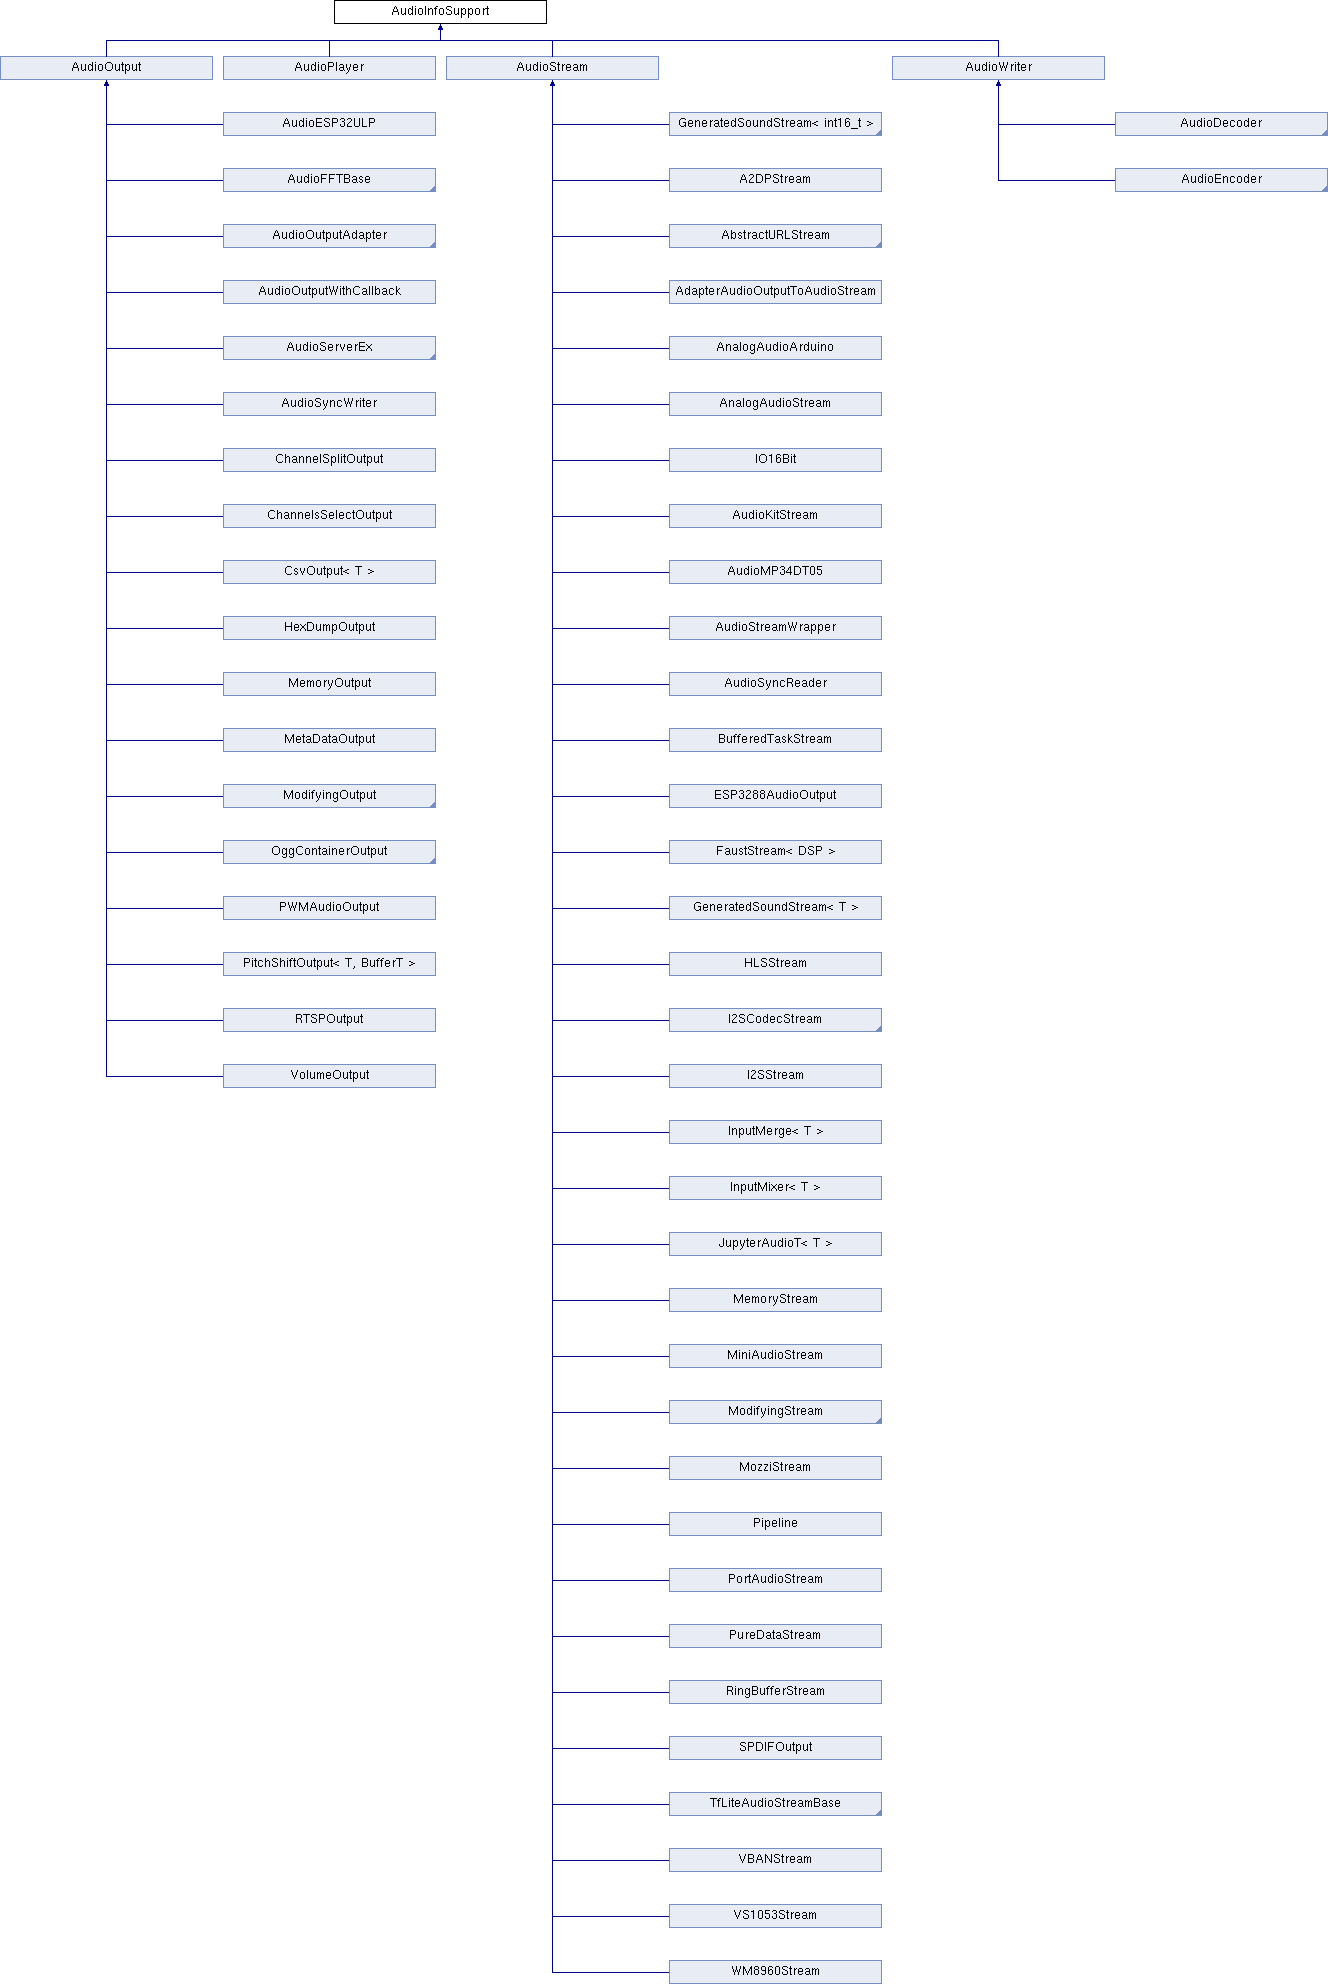 AudioInfoSupport
AudioOutput
AudioPlayer
AudioStream
AudioWriter
AudioESP32ULP
AudioFFTBase
AudioOutputAdapter
AudioOutputWithCallback
AudioServerEx
AudioSyncWriter
ChannelSplitOutput
ChannelsSelectOutput
CsvOutput< T >
HexDumpOutput
MemoryOutput
MetaDataOutput
ModifyingOutput
OggContainerOutput
PWMAudioOutput
PitchShiftOutput< T, BufferT >
RTSPOutput
VolumeOutput
GeneratedSoundStream< int16_t >
A2DPStream
AbstractURLStream
AdapterAudioOutputToAudioStream
AnalogAudioArduino
AnalogAudioStream
IO16Bit
AudioKitStream
AudioMP34DT05
AudioStreamWrapper
AudioSyncReader
BufferedTaskStream
ESP3288AudioOutput
FaustStream< DSP >
GeneratedSoundStream< T >
HLSStream
I2SCodecStream
I2SStream
InputMerge< T >
InputMixer< T >
JupyterAudioT< T >
MemoryStream
MiniAudioStream
ModifyingStream
MozziStream
Pipeline
PortAudioStream
PureDataStream
RingBufferStream
SPDIFOutput
TfLiteAudioStreamBase
VBANStream
VS1053Stream
WM8960Stream
AudioDecoder
AudioEncoder